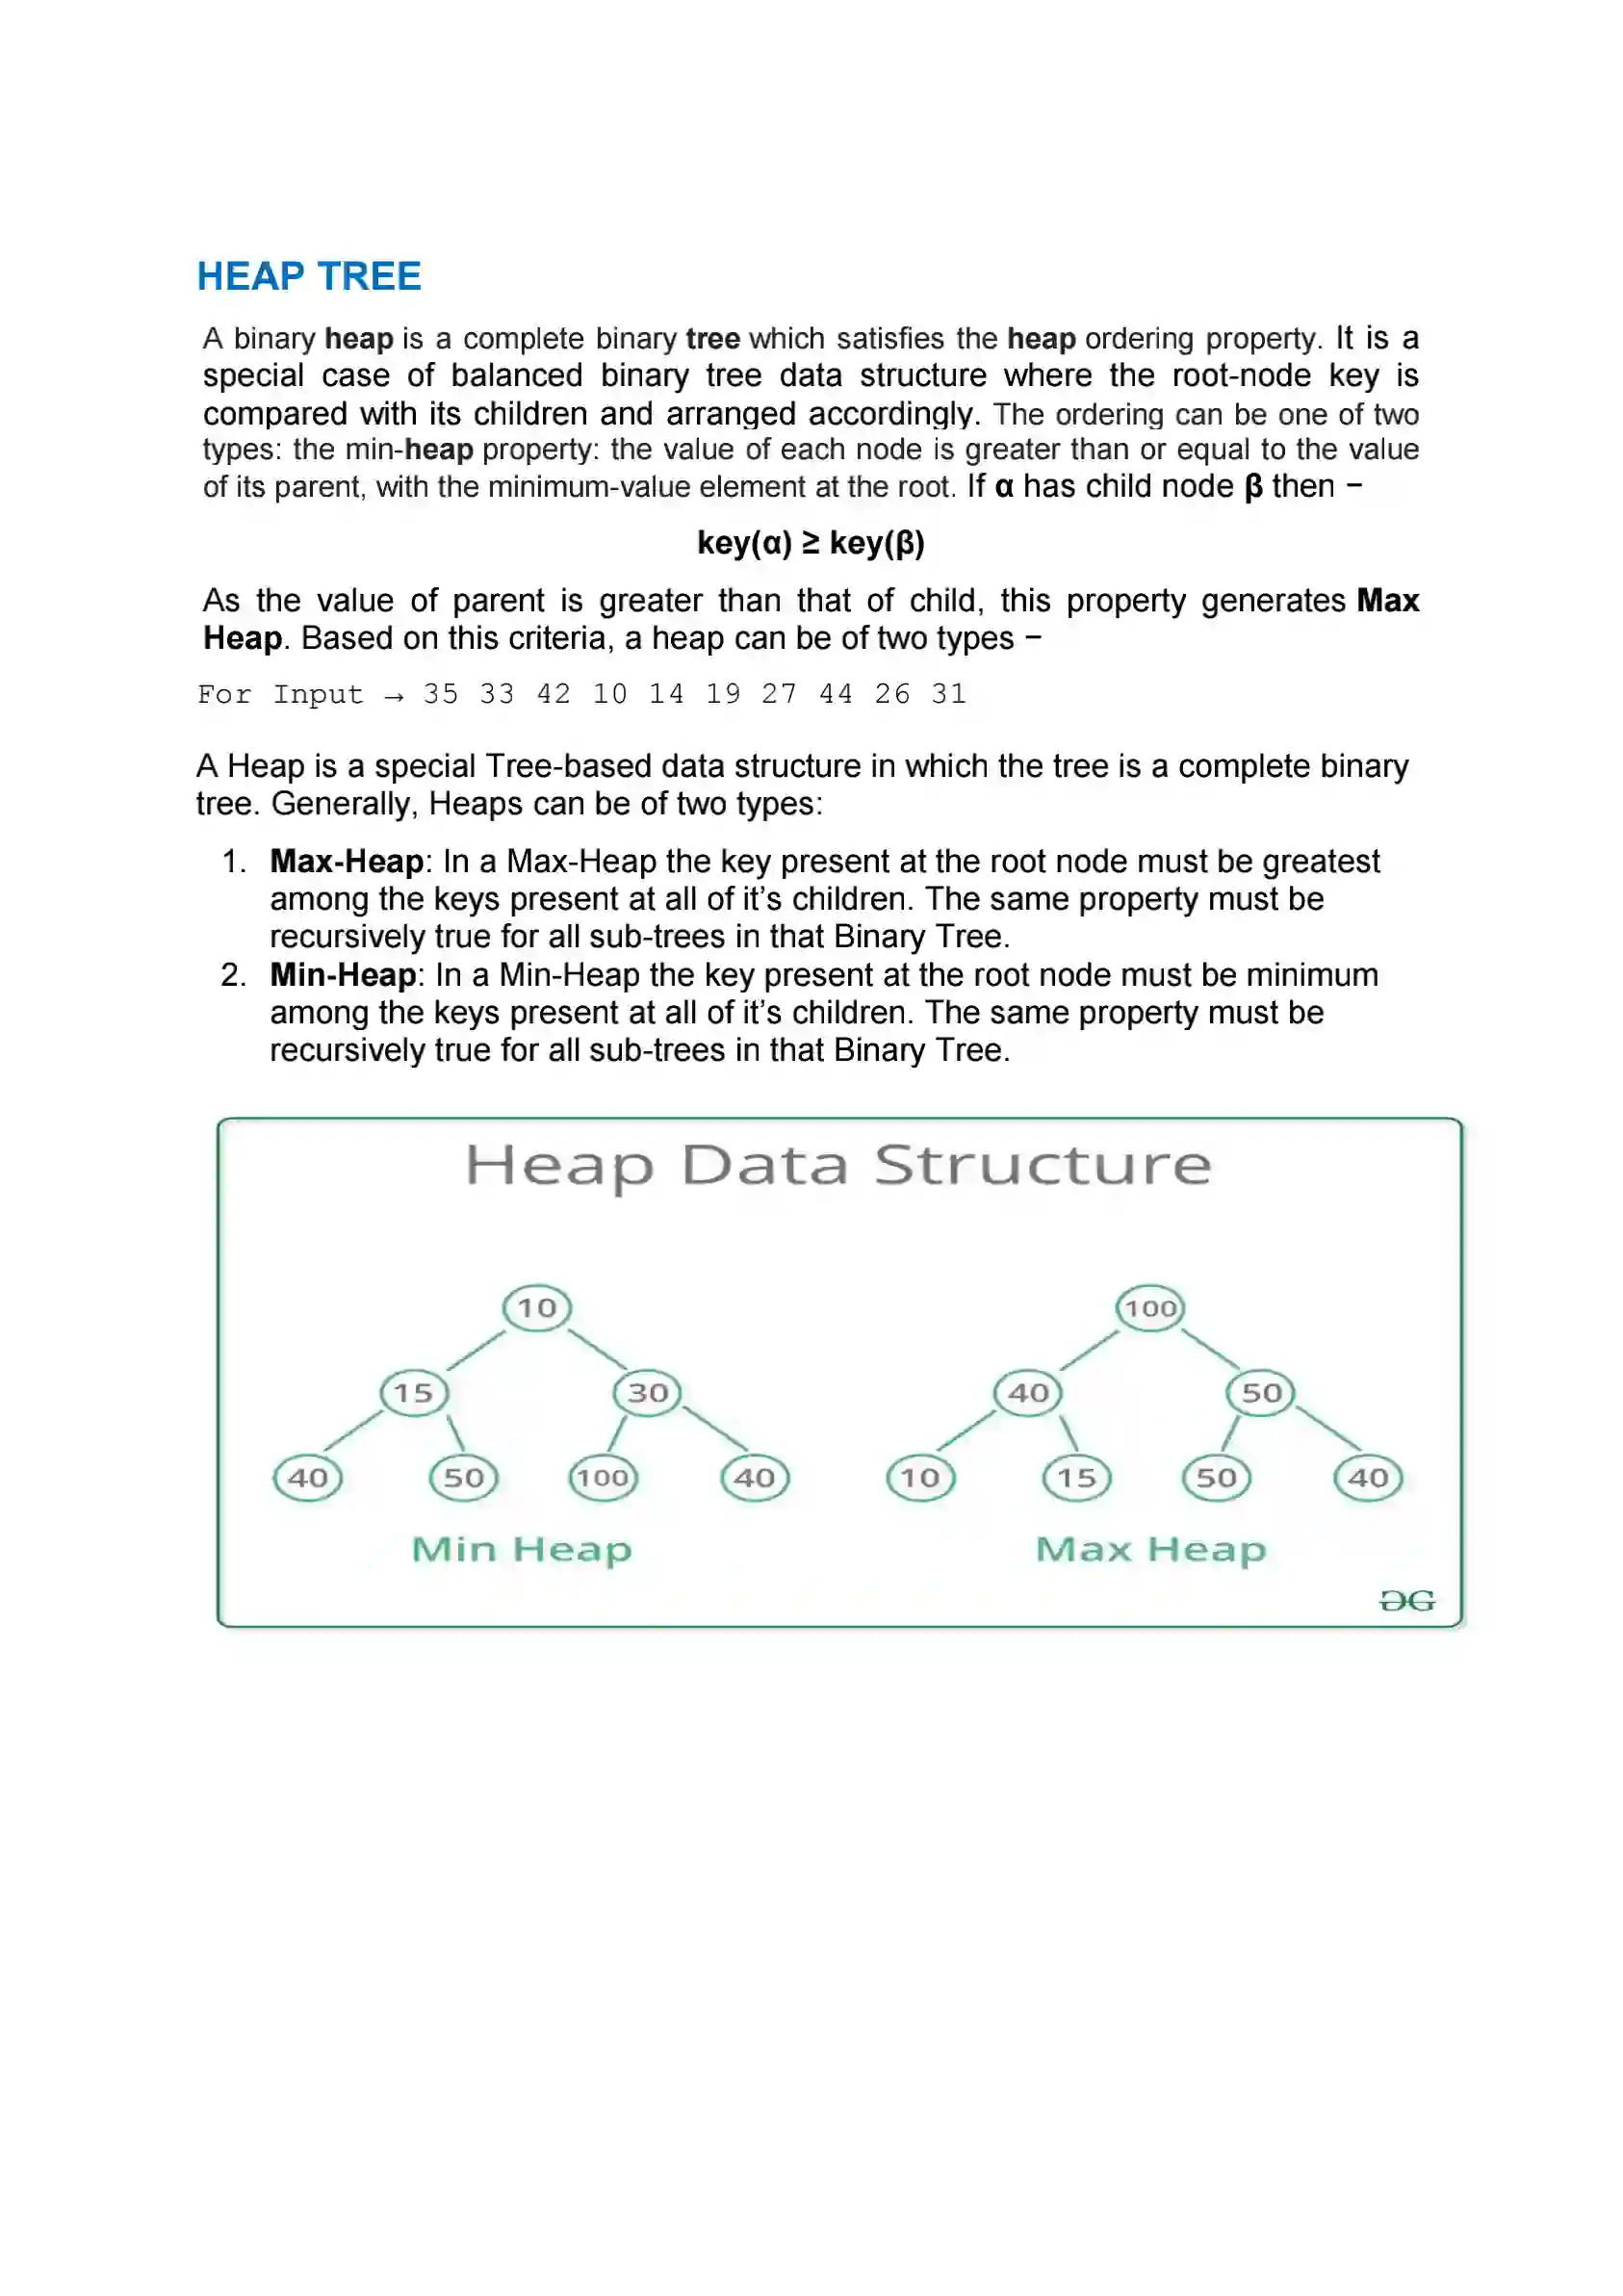 HEAP TREE
A binary heap is a complete binary tree which satisfies the heap ordering property. It is a
special case of balanced binary tree data structure where the root-node key is
compared with its children and arranged accordingly. The ordering can be one of two
types: the min-heap property: the value of each node is greater than or equal to the value
of its parent, with the minimum-value element at the root. If α has child node β then −
key(α) ≥ key(β)
As the value of parent is greater than that of child, this property generates Max
Heap. Based on this criteria, a heap can be of two types −
For Input → 35 33 42 10 14 19 27 44 26 31
A Heap is a special Tree-based data structure in which the tree is a complete binary
tree. Generally, Heaps can be of two types:
1. Max-Heap: In a Max-Heap the key present at the root node must be greatest
among the keys present at all of it’s children. The same property must be
recursively true for all sub-trees in that Binary Tree.
2. Min-Heap: In a Min-Heap the key present at the root node must be minimum
among the keys present at all of it’s children. The same property must be
recursively true for all sub-trees in that Binary Tree.
Heap Data Structure
10
15 30
40 50 100 40
Min Heap
100
40 50
10 15 50 40
Max Heap